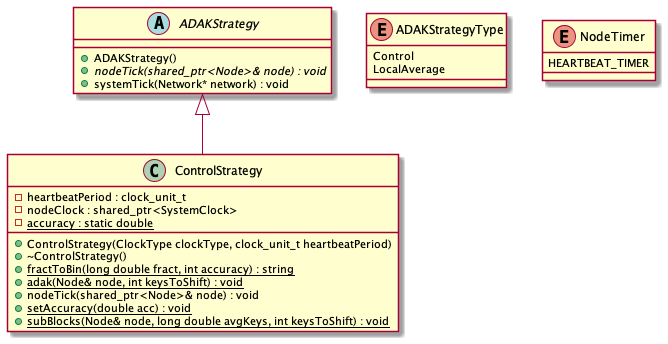 A ADAKStrategy
ADAKStrategy()
nodeTick(shared_ptr<Node>& node) : void
systemTick(Network* network) : void
E ADAKStrategyType
Control
LocalAverage
E NodeTimer
HEARTBEAT_TIMER
C ControlStrategy
heartbeatPeriod : clock_unit_t
nodeClock : shared_ptr<SystemClock>
accuracy : static double
ControlStrategy(ClockType clockType, clock_unit_t heartbeatPeriod)
~ControlStrategy()
fractToBin(long double fract, int accuracy) : string
adak(Node& node, int keysToShift) : void
nodeTick(shared_ptr<Node>& node) : void
setAccuracy(double acc) : void
subBlocks(Node& node, long double avgKeys, int keysToShift) : void